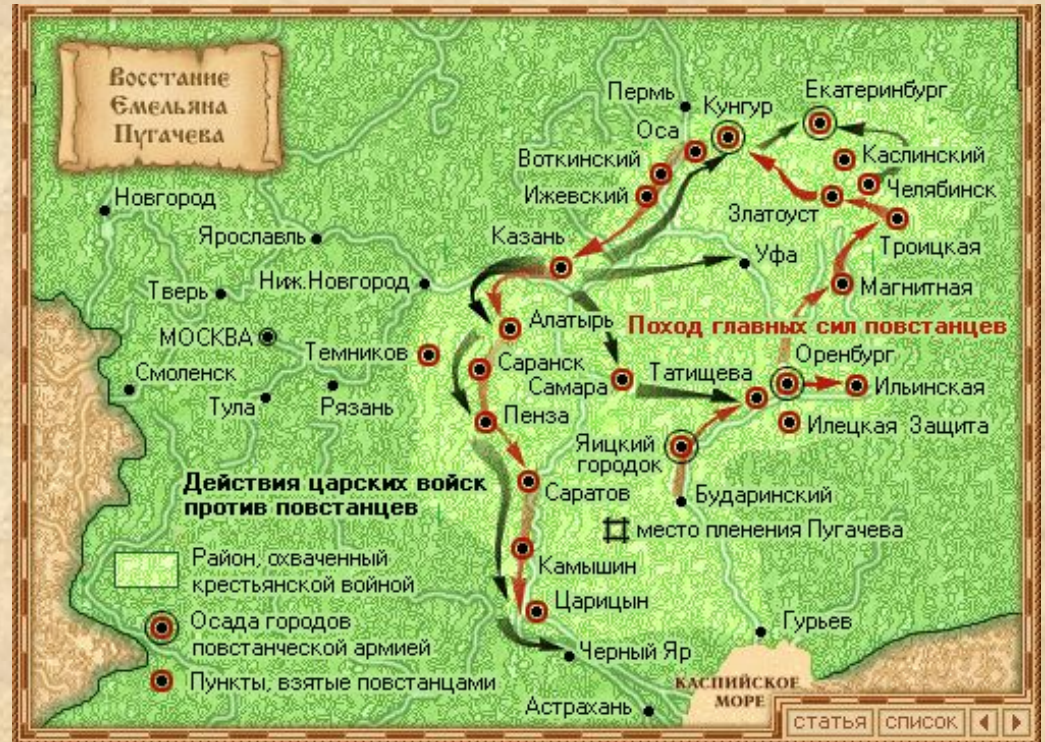 Восстание
Емельяна
Пугачева
Пермь
Кунгур
Екатеринбург
Оса
Воткинский
Каслинский
Ижевский
Челябинск
Новгород
Златоуст
Ярославль
Казань
Троицкая
Уфа
Тверь
Ниж.Новгород
Магнитная
МОСКВА
Алатырь
Поход главных сил повстанцев
Темников
Саранск
Оренбург
Смоленск
Самара
Татищева
Ильинская
Тула
Рязань
Пенза
Илецкая Защита
Яицкий
городок
Действия царских войск
против повстанцев
Саратов
Бударинский
место пленения Пугачева
Район, охваченный
крестьянской войной
Камышин
Царицын
Осада городов
повстанческой армией
Гурьев
Черный Яр
Пункты, взятые повстанцами
КАСПИЙСКОЕ
МОРЕ
Астрахань
статья список